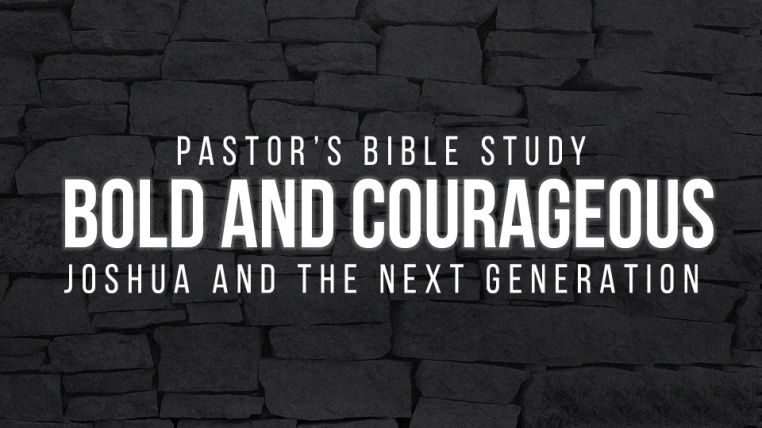 PASTOR'S BIBLE STUDY
BOLD AND COURAGEOUS
JOSHUA AND THE NEXT GENERATION